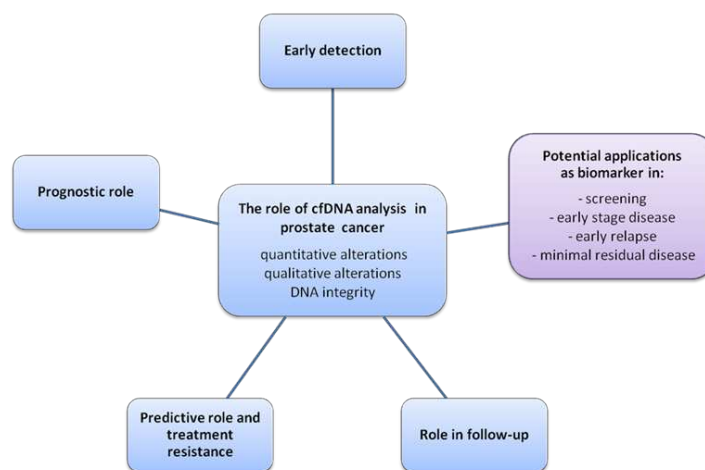 Early detection
Prognostic role
The role of cfDNA analysis in
prostate cancer
quantitative alterations
qualitative alterations
DNA integrity
Potential applications
as biomarker in:
- screening
- early stage disease
- early relapse
- minimal residual disease
Predictive role and
treatment
resistance
Role in follow-up